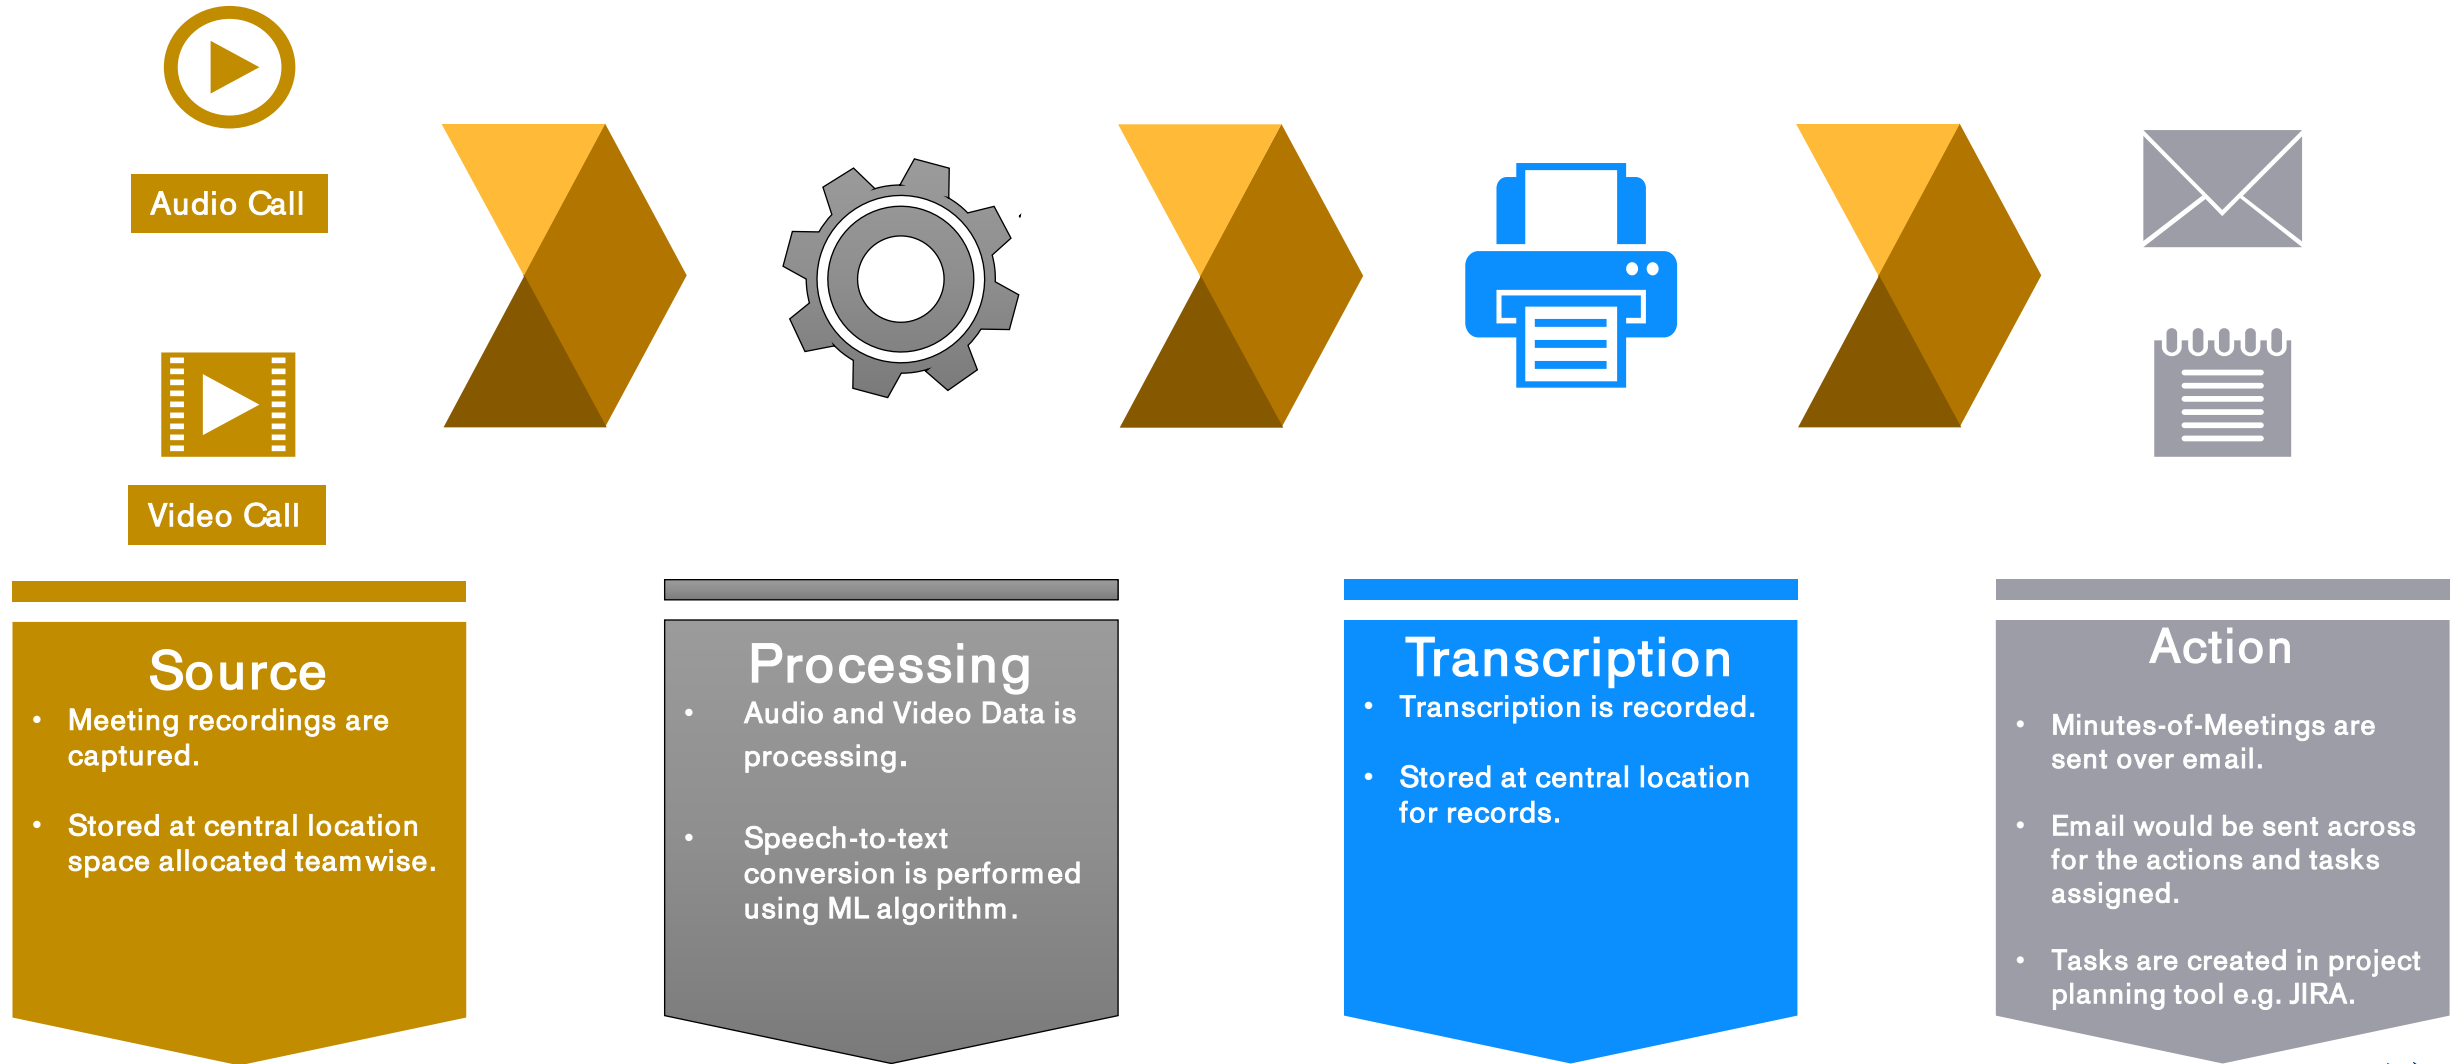 Audio Call
Video Call
Source
• Meeting recordings are
captured.
• Stored at central location
space allocated teamwise.
Processing
• Audio and Video Data is
processing.
• Speech-to-text
conversion is performed
using ML algorithm.
Transcription
• Transcription is recorded.
• Stored at central location
for records.
Action
• Minutes-of-Meetings are
sent over email.
• Email would be sent across
for the actions and tasks
assigned.
• Tasks are created in project
planning tool e.g. JIRA.